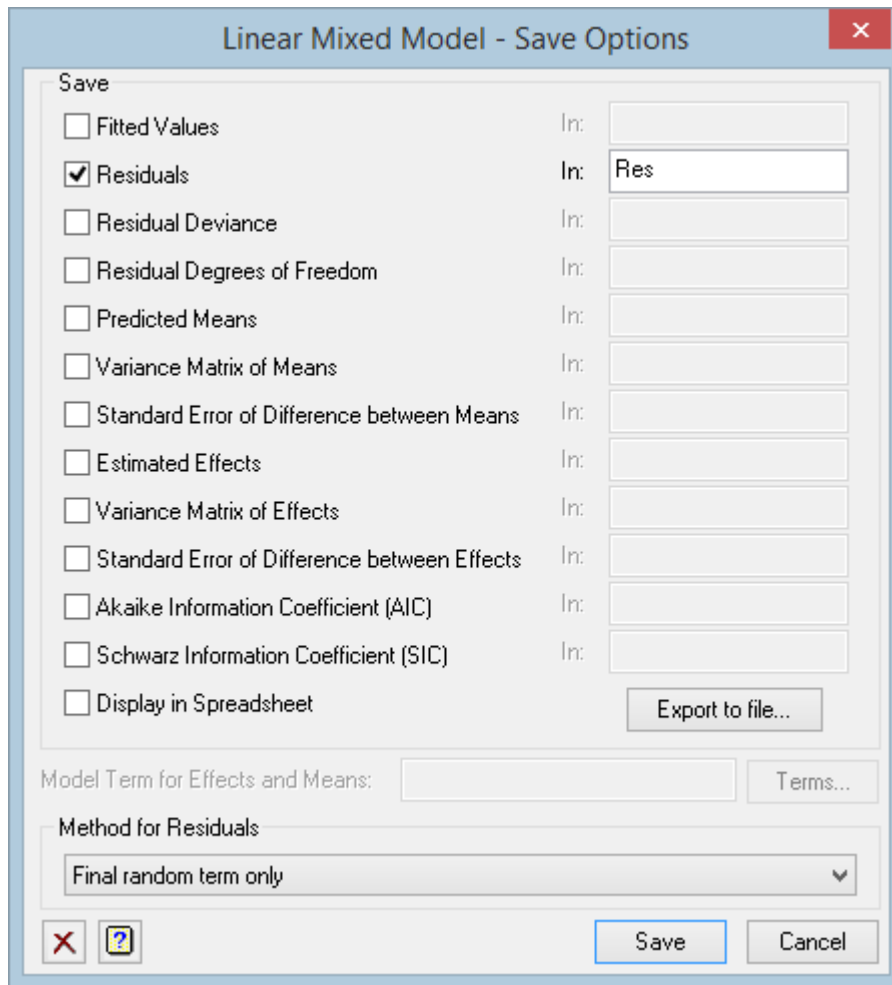 Linear Mixed Model - Save Options
Save
Fitted Values In:
Residuals In: Res
Residual Deviance In:
Residual Degrees of Freedom In:
Predicted Means In:
Variance Matrix of Means In:
Standard Error of Difference between Means In:
Estimated Effects In:
Variance Matrix of Effects In:
Standard Error of Difference between Effects In:
Akaike Information Coefficient (AIC) In:
Schwarz Information Coefficient (SIC) In:
Display in Spreadsheet Export to file...
Model Term for Effects and Means: Terms...
Method for Residuals
Final random term only
Save Cancel